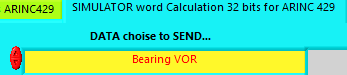 ARINC429 SIMULATOR word Calculation 32 bits for ARINC 429
DATA choise to SEND...
Bearing VOR